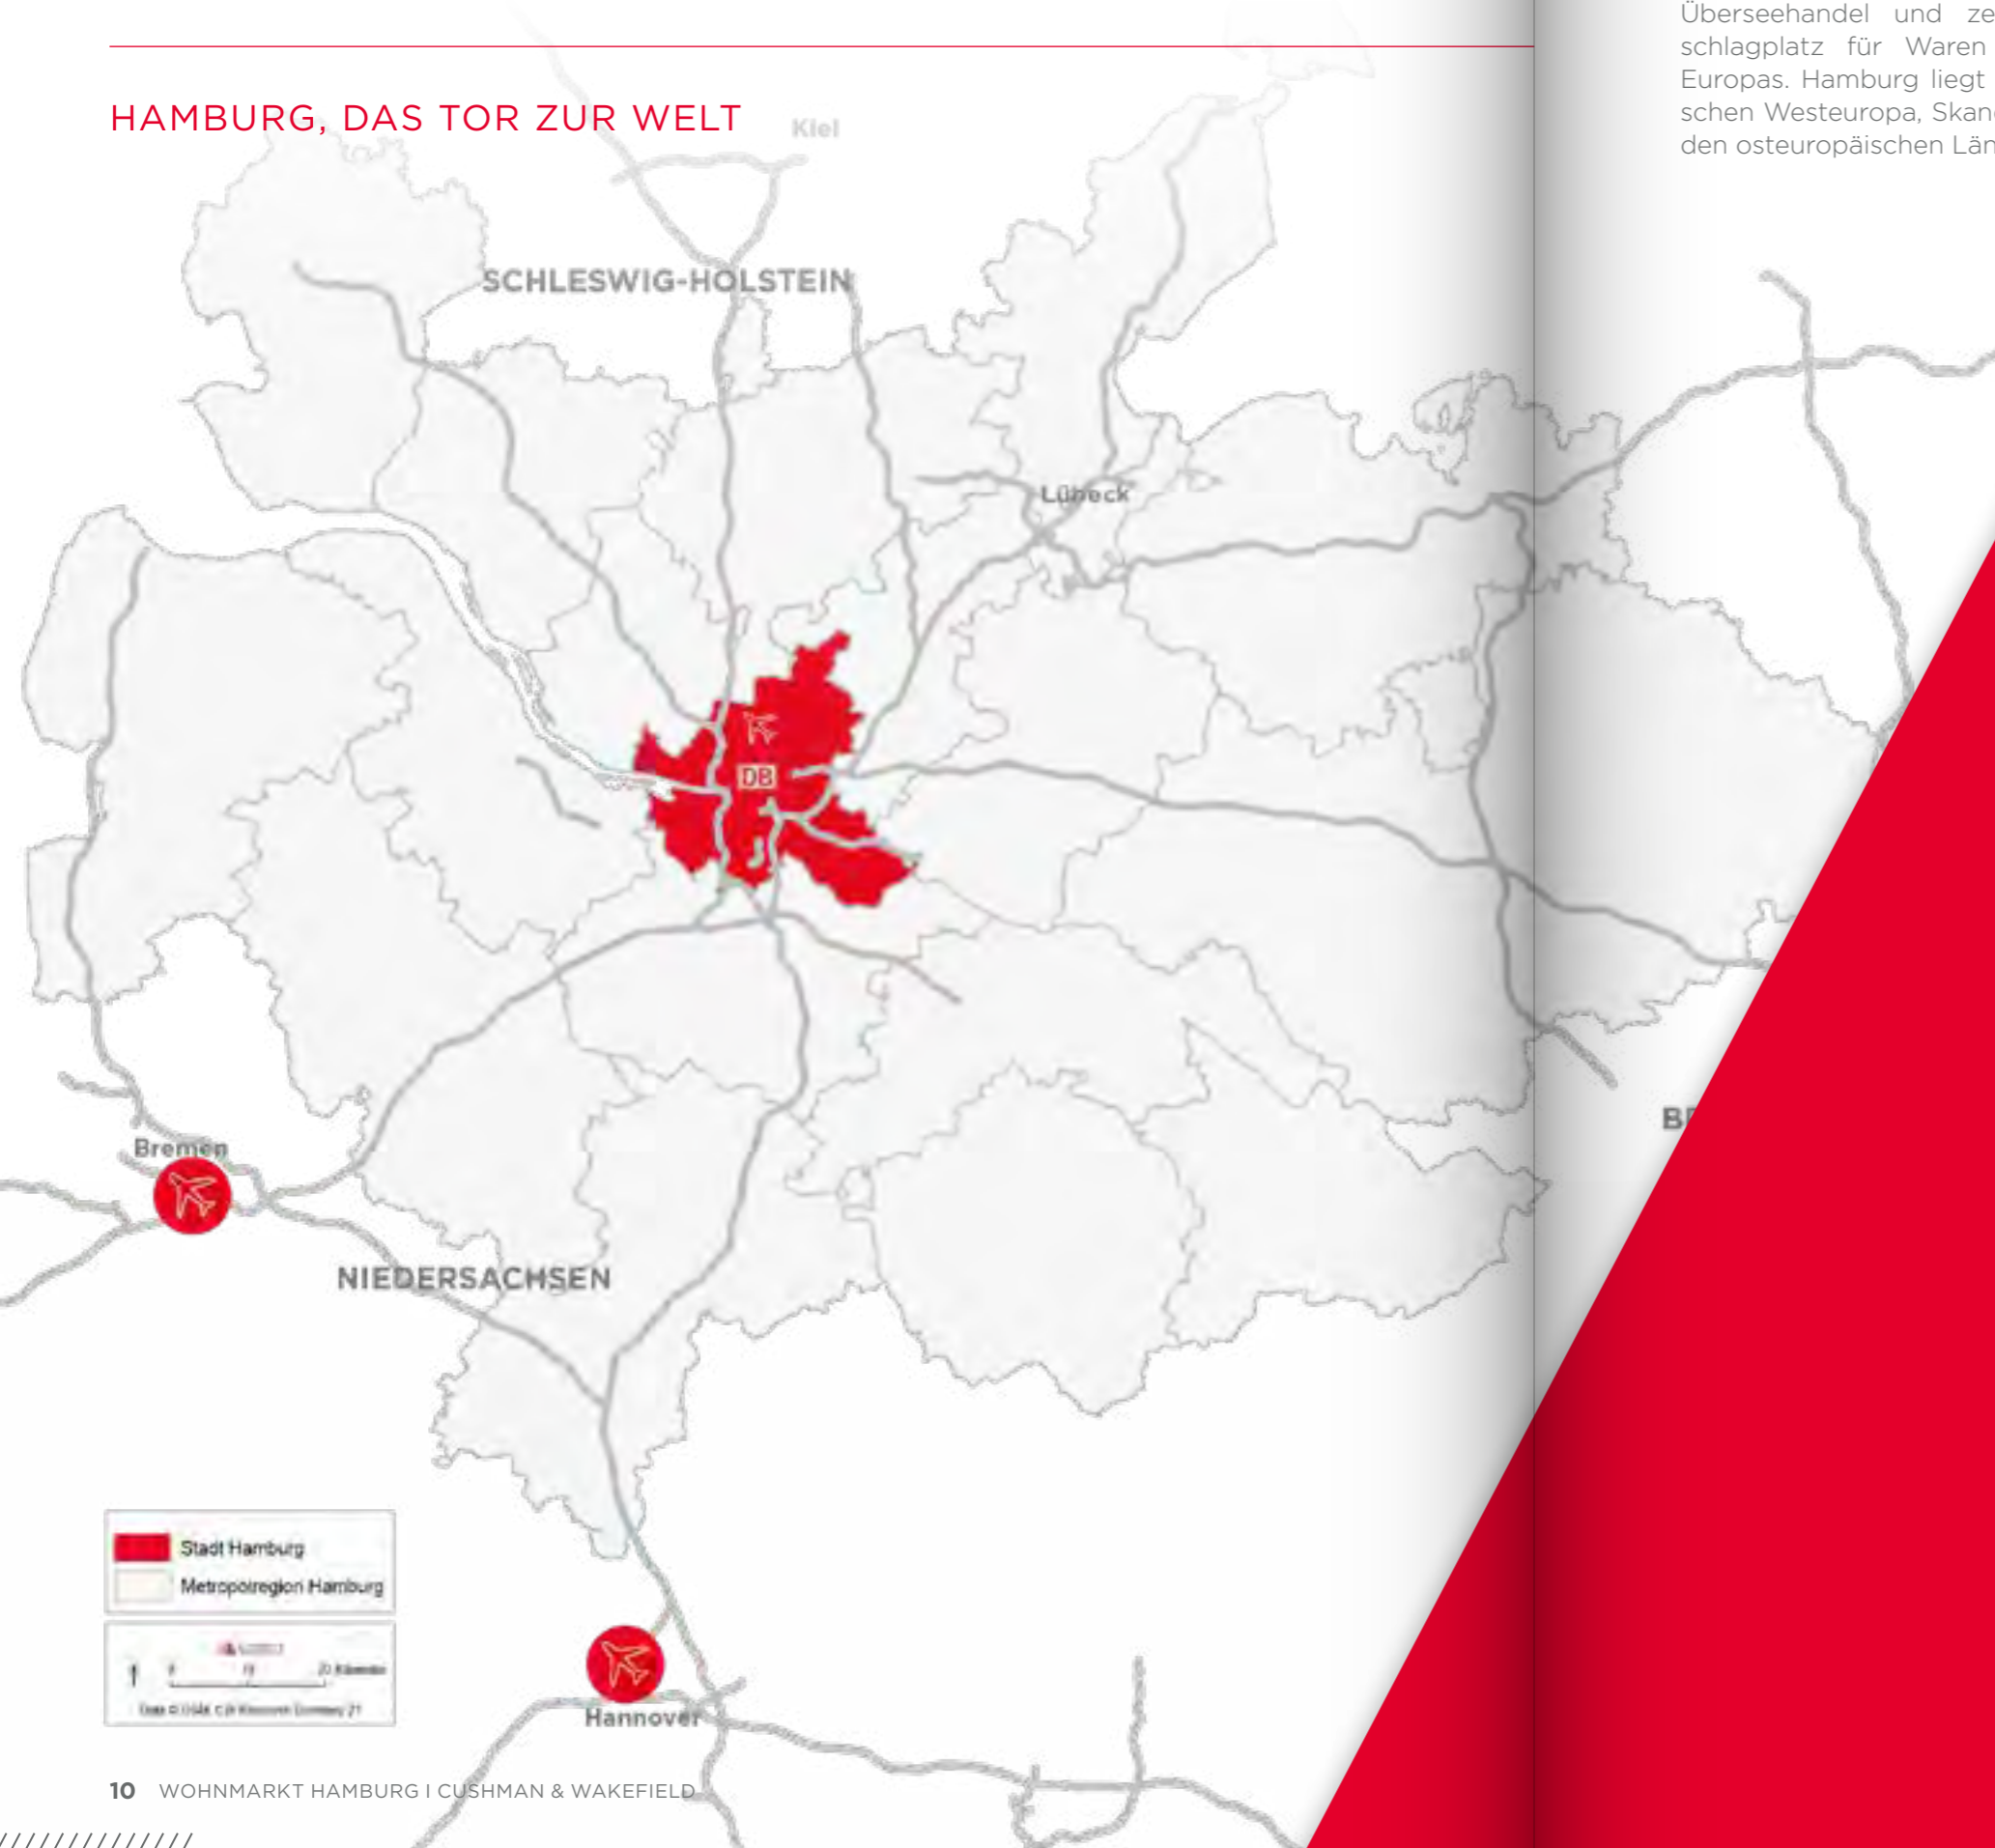 HAMBURG, DAS TOR ZUR WELT
Kiel
SCHLESWIG-HOLSTEIN
Lübeck
DB
Bremen
NIEDERSACHSEN
Hannover
Stadt Hamburg
Metropolregion Hamburg
10 WOHNMARKT HAMBURG I CUSHMAN & WAKEFIELD
Überseehandel und ze
schlagplatz für Waren
Europas. Hamburg liegt
schen Westeuropa, Skan
den osteuropäischen Län